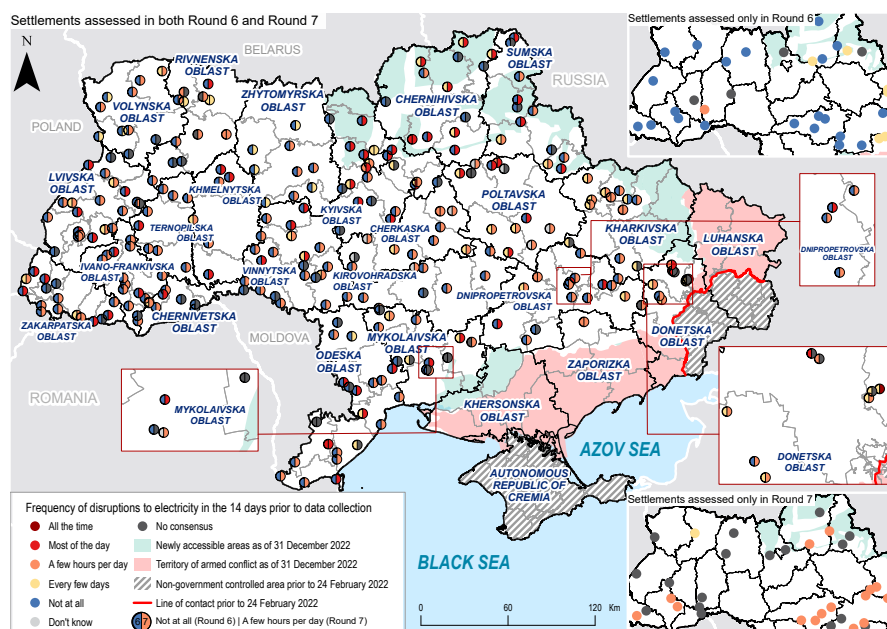 Settlements assessed in both Round 6 and Round 7
Settlements assessed only in Round 6
N
BELARUS
RUSSIA
POLAND
MOLDOVA
ROMANIA
RIVNENSKA
OBLAST
VOLYNSKA
OBLAST
ZHYTOMYRSKA
OBLAST
CHERNIHIVSKA
OBLAST
SUMSKA
OBLAST
LVIVSKA
OBLAST
KHMELNYTSKA
OBLAST
TERNOPILSKA
OBLAST
KYIVSKA
OBLAST
CHERKASKA
OBLAST
POLTAVSKA
OBLAST
KHARKIVSKA
OBLAST
LUHANSKA
OBLAST
DNIPROPETROVSKA
OBLAST
IVANO-FRANKIVSKA
OBLAST
VINNYTSKA
OBLAST
KIROVOHRADSKA
OBLAST
DNIPROPETROVSKA
OBLAST
ZAKARPATSKA
OBLAST
CHERNIVETSKA
OBLAST
DONETSKA
OBLAST
MYKOLAIVSKA
OBLAST
ODESKA
OBLAST
ZAPORIZKA
OBLAST
KHERSONSKA
OBLAST
MYKOLAIVSKA
OBLAST
AZOV SEA
DONETSKA
OBLAST
AUTONOMOUS
REPUBLIC OF
CREMIA
BLACK SEA
Settlements assessed only in Round 7
Frequency of disruptions to electricity in the 14 days prior to data collection
All the time
Most of the day
A few hours per day
Every few days
Not at all
Don't know
No consensus
Newly accessible areas as of 31 December 2022
Territory of armed conflict as of 31 December 2022
Non-government controlled area prior to 24 February 2022
Line of contact prior to 24 February 2022
6 7 Not at all (Round 6) | A few hours per day (Round 7)
0 60 120 Km